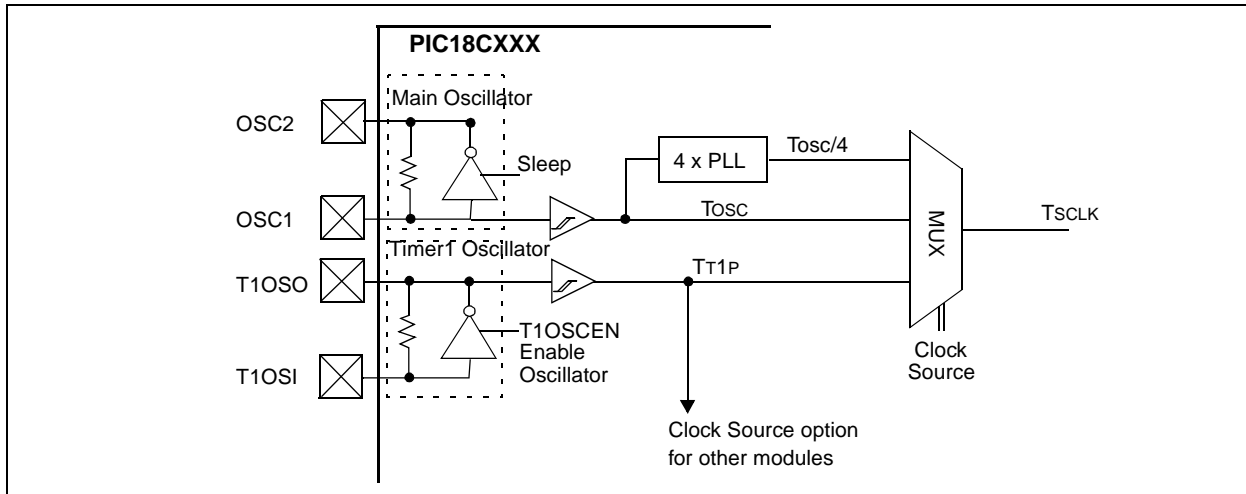 PIC18CXXX
Main Oscillator
OSC2
Sleep
4 x PLL
Tosc/4
OSC1
TOSC
TSCLK
MUX
Timer1 Oscillator
T1OSO
TT1P
T1OSCEN
Enable
Oscillator
T1OSI
Clock
Source
Clock Source option
for other modules